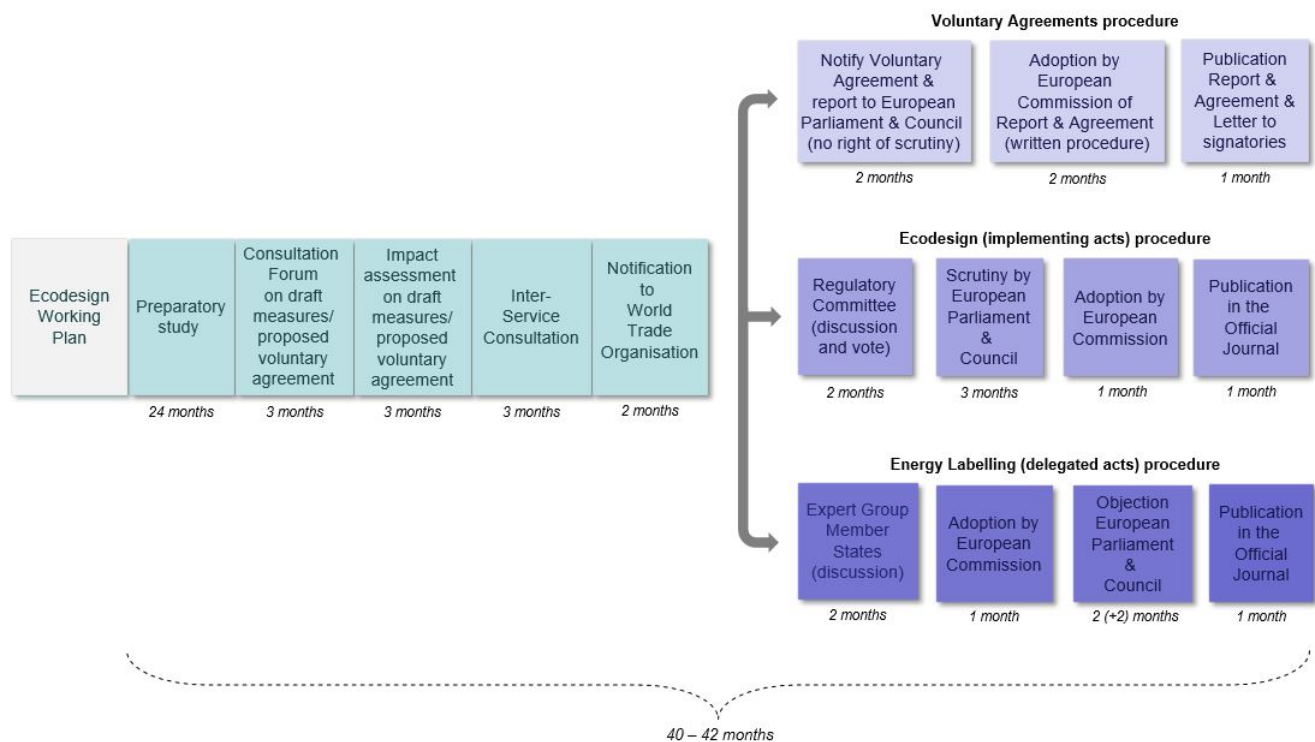 Voluntary Agreements procedure
Notify Voluntary
Agreement &
report to European
Parliament & Council
(no right of scrutiny)
2 months
Adoption by
European
Commission of
Report & Agreement
(written procedure)
2 months
Publication
Report &
Agreement &
Letter to
signatories
1 month
Ecodesign
Working
Plan
Preparatory
study
24 months
Consultation
Forum
on draft
measures/
proposed
voluntary
agreement
3 months
Impact
assessment
on draft
measures/
proposed
voluntary
agreement
3 months
Inter-
Service
Consultation
3 months
Notification
to
World
Trade
Organisation
2 months
Ecodesign (implementing acts) procedure
Regulatory
Committee
(discussion
and vote)
2 months
Scrutiny by
European
Parliament
&
Council
3 months
Adoption by
European
Commission
1 month
Publication
in the
Official
Journal
1 month
Energy Labelling (delegated acts) procedure
Expert Group
Member
States
(discussion)
2 months
Adoption by
European
Commission
1 month
Objection
European
Parliament
&
Council
2 (+2) months
Publication
in the
Official
Journal
1 month
40 – 42 months